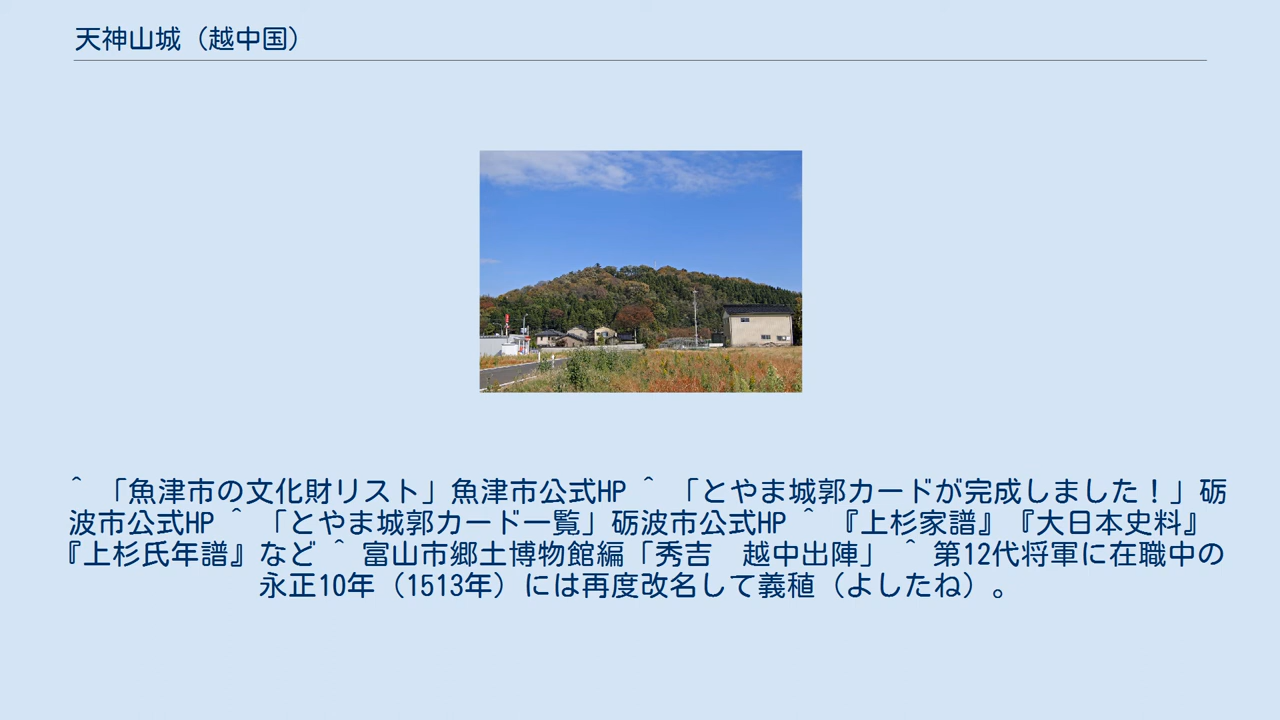 天神山城（越中国）
^ 「魚津市の文化財リスト」魚津市公式HP ^ 「とやま城郭カードが完成しました！」砺
波市公式HP ^ 「とやま城郭カード一覧」砺波市公式HP ^ 『上杉家譜』『大日本史料』
『上杉氏年譜』など ^ 富山市郷土博物館編「秀吉　越中出陣」 ^ 第12代将軍に在職中の
永正10年（1513年）には再度改名して義稙（よしたね）。